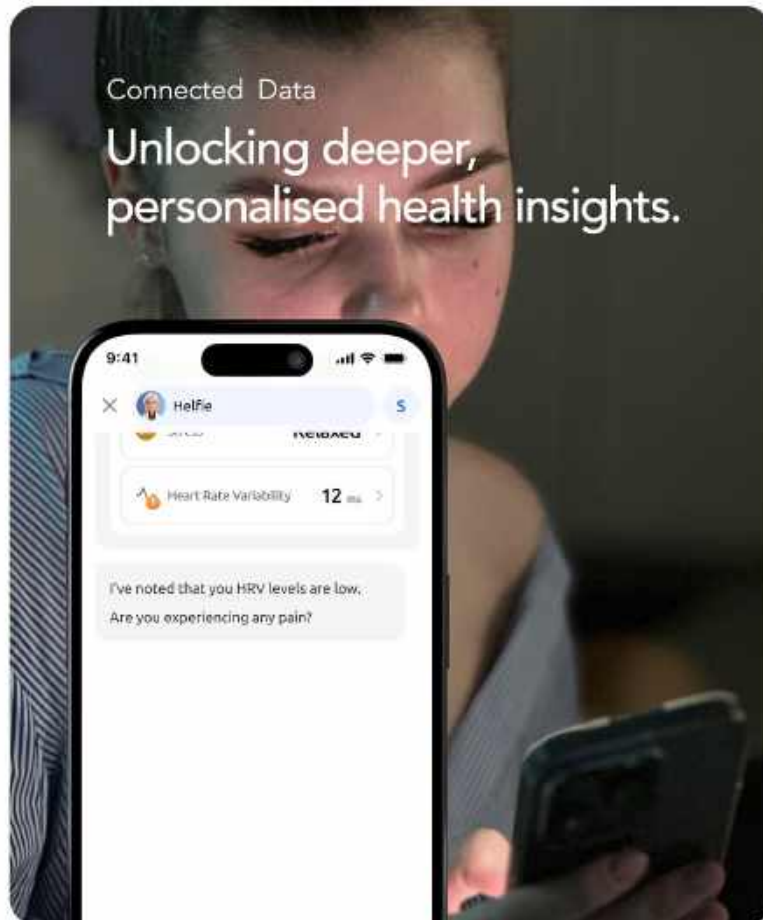 Connected Data
Unlocking deeper,
personalised health insights.
9:41
Helfie
S
Relaxed
Heart Rate Variability
12 ms
I've noted that you HRV levels are low.
Are you experiencing any pain?